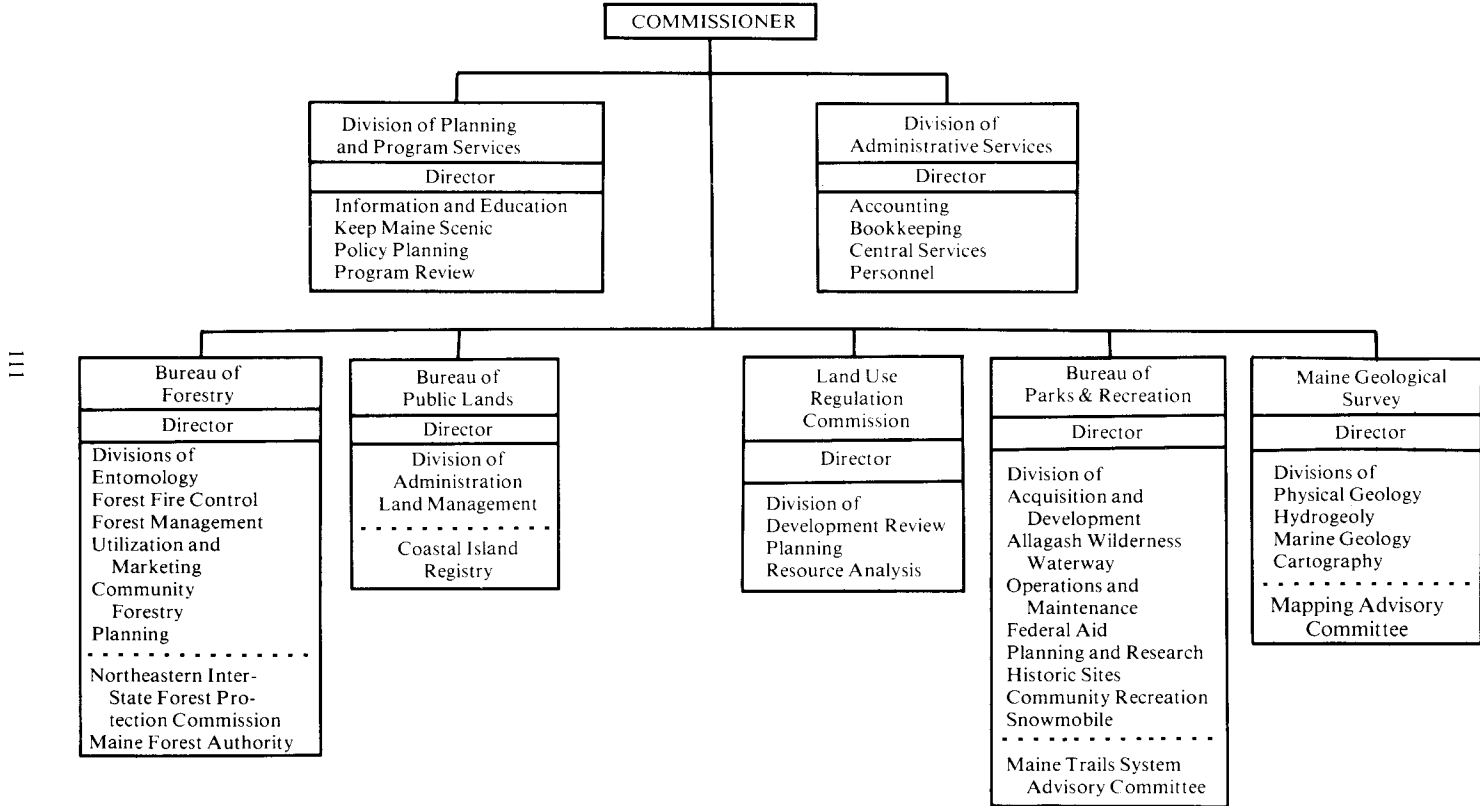 COMMISSIONER
Division of Planning
and Program Services
Director
Information and Education
Keep Maine Scenic
Policy Planning
Program Review
Division of
Administrative Services
Director
Accounting
Bookkeeping
Central Services
Personnel
111
Bureau of
Forestry
Director
Divisions of
Entomology
Forest Fire Control
Forest Management
Utilization and
Marketing
Community
Forestry
Planning
Northeastern Inter-
State Forest Pro-
tection Commission
Maine Forest Authority
Bureau of
Public Lands
Director
Division of
Administration
Land Management
Coastal Island
Registry
Land Use
Regulation
Commission
Director
Division of
Development Review
Planning
Resource Analysis
Bureau of
Parks & Recreation
Director
Division of
Acquisition and
Development
Allagash Wilderness
Waterway
Operations and
Maintenance
Federal Aid
Planning and Research
Historic Sites
Community Recreation
Snowmobile
Maine Trails System
Advisory Committee
Maine Geological
Survey
Director
Divisions of
Physical Geology
Hydrogeoly
Marine Geology
Cartography
Mapping Advisory
Committee